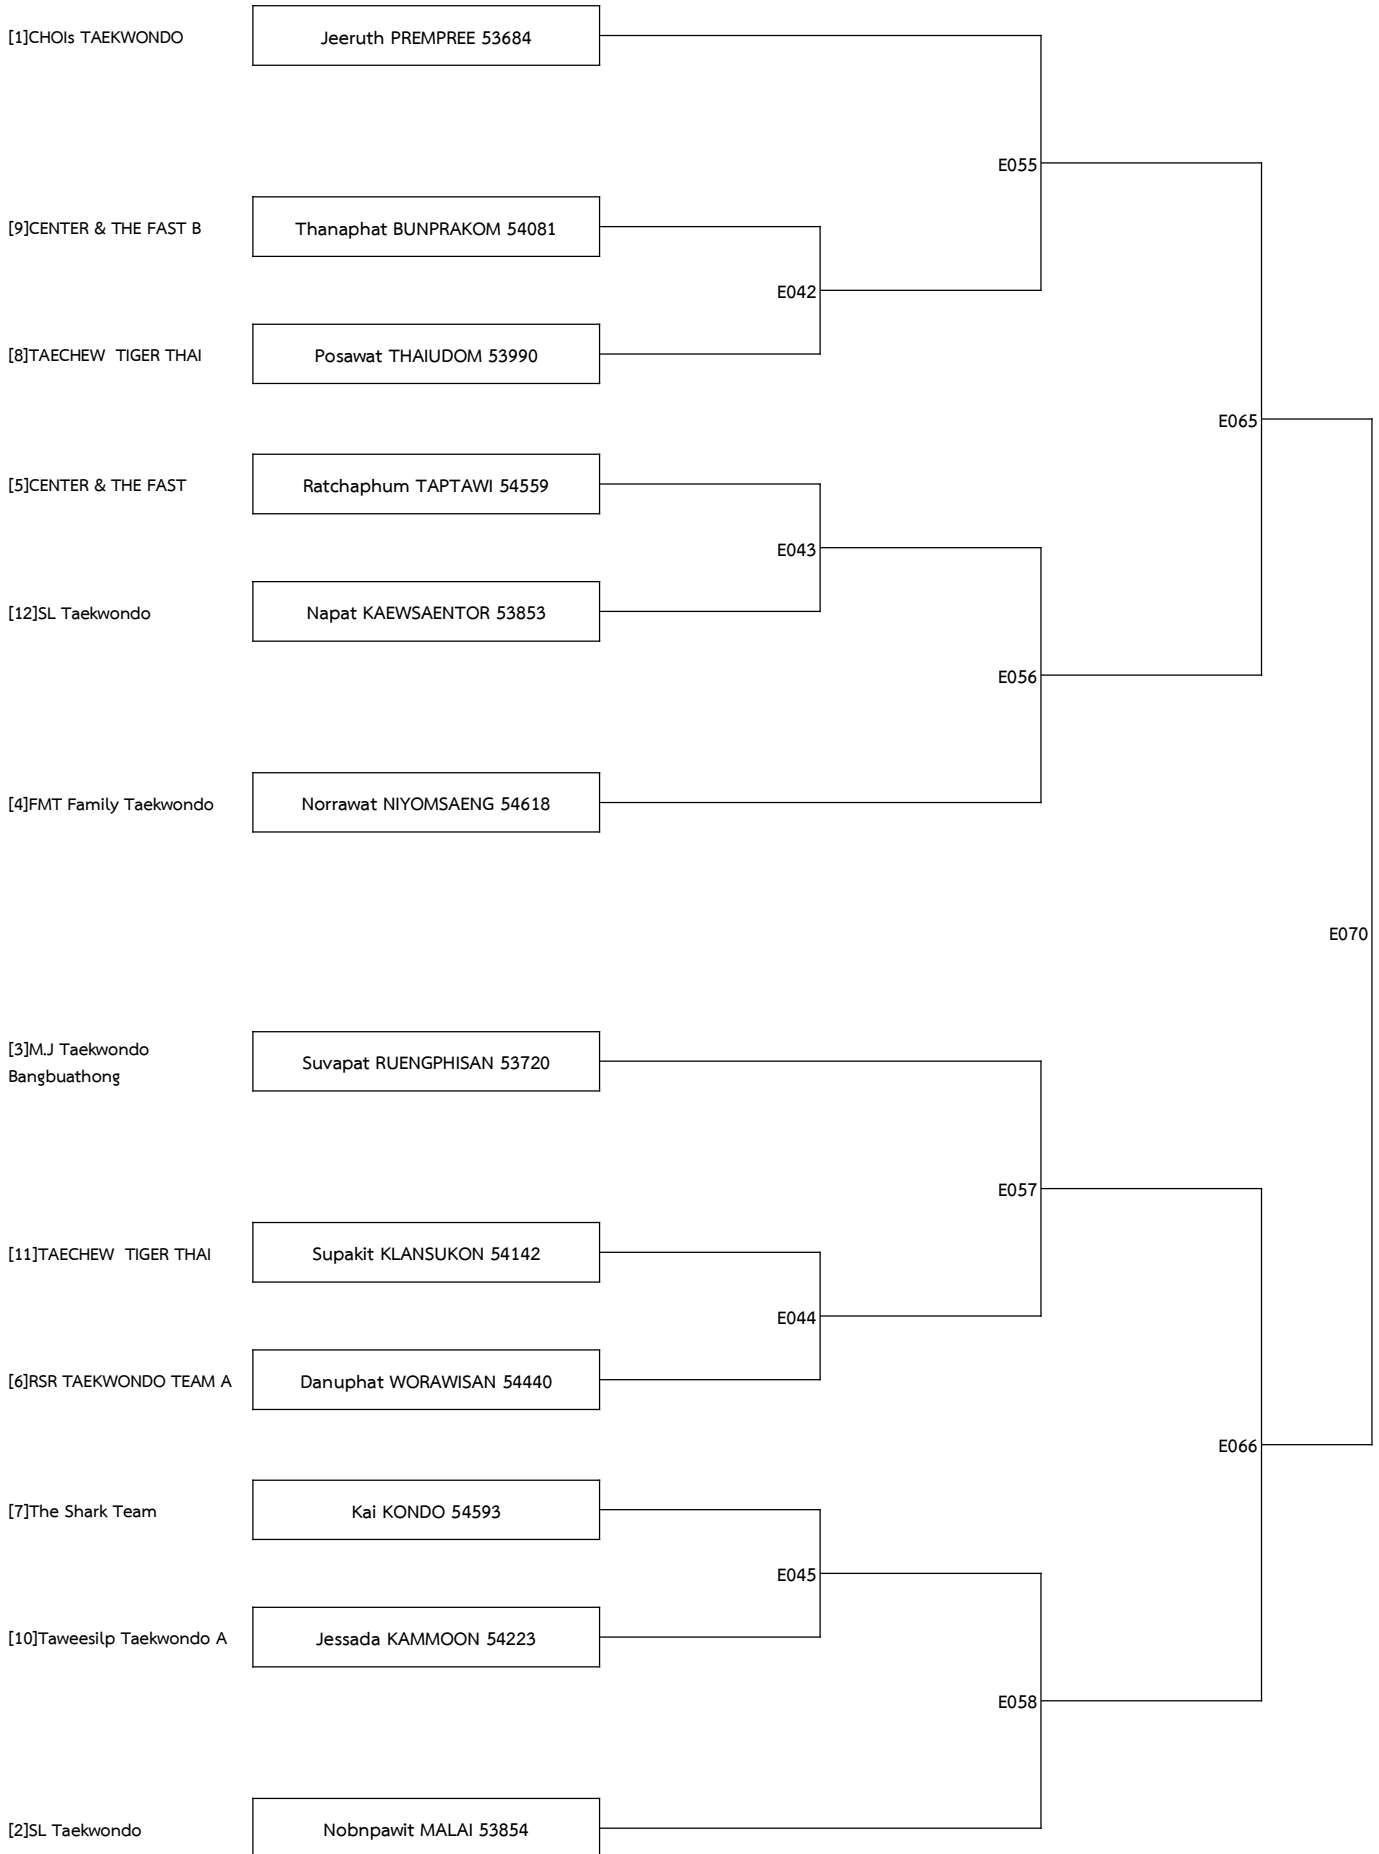 [1]CHOIs TAEKWONDO
Jeeruth PREMPREE 53684
E055
[9]CENTER & THE FAST B
Thanaphat BUNPRAKOM 54081
E042
[8]TAECHEW  TIGER THAI
Posawat THAIUDOM 53990
E065
[5]CENTER & THE FAST
Ratchaphum TAPTAWI 54559
E043
[12]SL Taekwondo
Napat KAEWSAENTOR 53853
E056
[4]FMT Family Taekwondo
Norrawat NIYOMSAENG 54618
E070
[3]M.J Taekwondo
Bangbuathong
Suvapat RUENGPHISAN 53720
E057
[11]TAECHEW  TIGER THAI
Supakit KLANSUKON 54142
E044
[6]RSR TAEKWONDO TEAM A
Danuphat WORAWISAN 54440
E066
[7]The Shark Team
Kai KONDO 54593
E045
[10]Taweesilp Taekwondo A
Jessada KAMMOON 54223
E058
[2]SL Taekwondo
Nobnpawit MALAI 53854